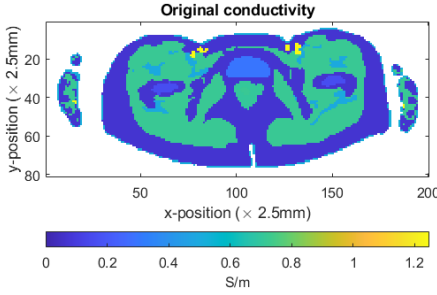 Original conductivity
20
40
60
80
y-position (× 2.5mm)
50 100 150 200
x-position (× 2.5mm)
0 0.2 0.4 0.6 0.8 1 1.2
S/m